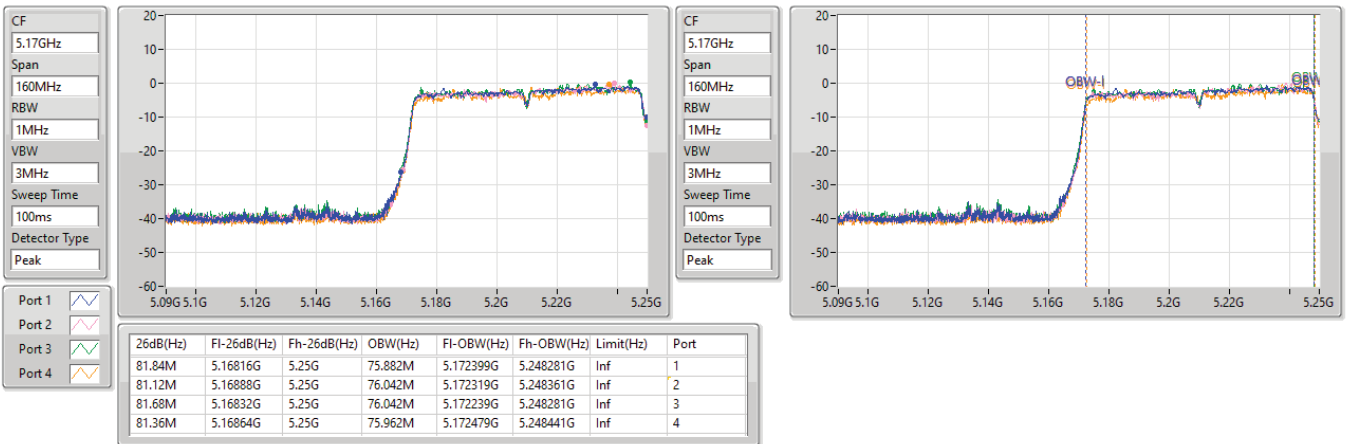 CF
5.17GHz
Span
160MHz
RBW
1MHz
VBW
3MHz
Sweep Time
100ms
Detector Type
Peak
20
10
0
-10
-20
-30
-40
-50
-60
5.09G 5.1G 5.12G 5.14G 5.16G 5.18G 5.2G 5.22G 5.25G
CF
5.17GHz
Span
160MHz
RBW
1MHz
VBW
3MHz
Sweep Time
100ms
Detector Type
Peak
20
10
0
-10
-20
-30
-40
-50
-60
OBW-l
OBW
5.09G 5.1G 5.12G 5.14G 5.16G 5.18G 5.2G 5.22G 5.25G
Port 1
Port 2
Port 3
Port 4
26dB(Hz) Fl-26dB(Hz) Fh-26dB(Hz) OBW(Hz) Fl-OBW(Hz) Fh-OBW(Hz) Limit(Hz) Port
81.84M 5.16816G 5.25G 75.882M 5.172399G 5.248281G Inf 1
81.12M 5.16888G 5.25G 76.042M 5.172319G 5.248361G Inf 2
81.68M 5.16832G 5.25G 76.042M 5.172239G 5.248281G Inf 3
81.36M 5.16864G 5.25G 75.962M 5.172479G 5.248441G Inf 4